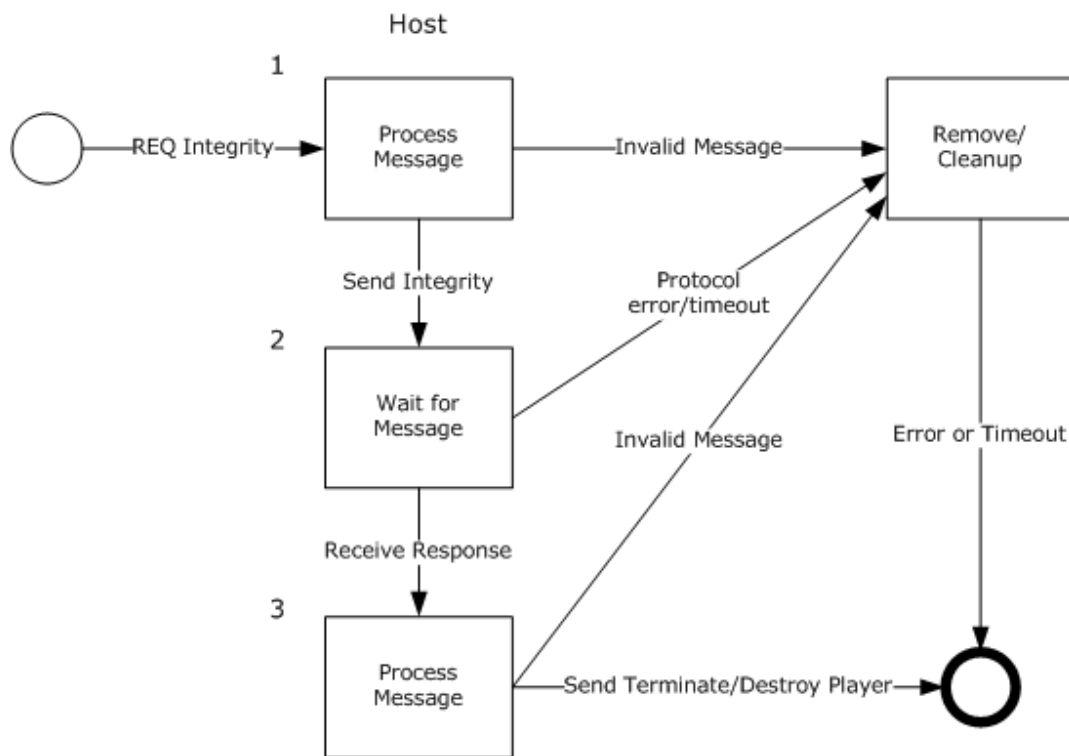 Host
1
REQ Integrity
Process
Message
Invalid Message
Remove/
Cleanup
Send Integrity
Protocol
error/timeout
2
Wait for
Message
Invalid Message
Error or Timeout
Receive Response
3
Process
Message
Send Terminate/Destroy Player